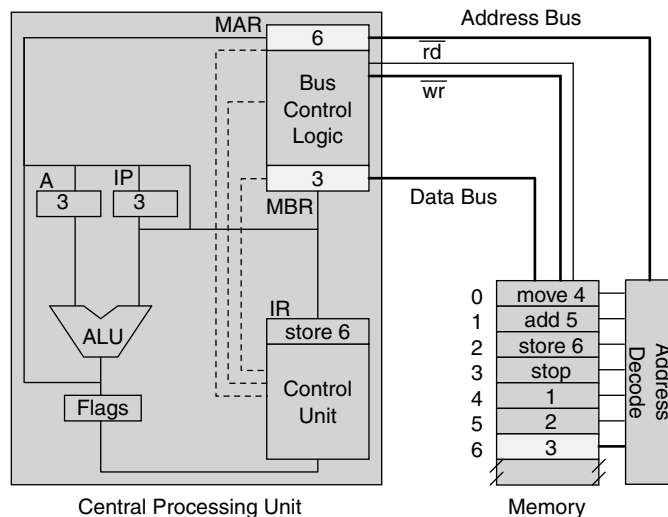 Address Bus
MAR
6
rd
wr
Bus
Control
Logic
A
IP
3
3
3
MBR
Data Bus
ALU
IR
store 6
Control
Unit
Flags
0 move 4
1 add 5
2 store 6
3 stop
4 1
5 2
6 3
Address
Decode
Central Processing Unit
Memory